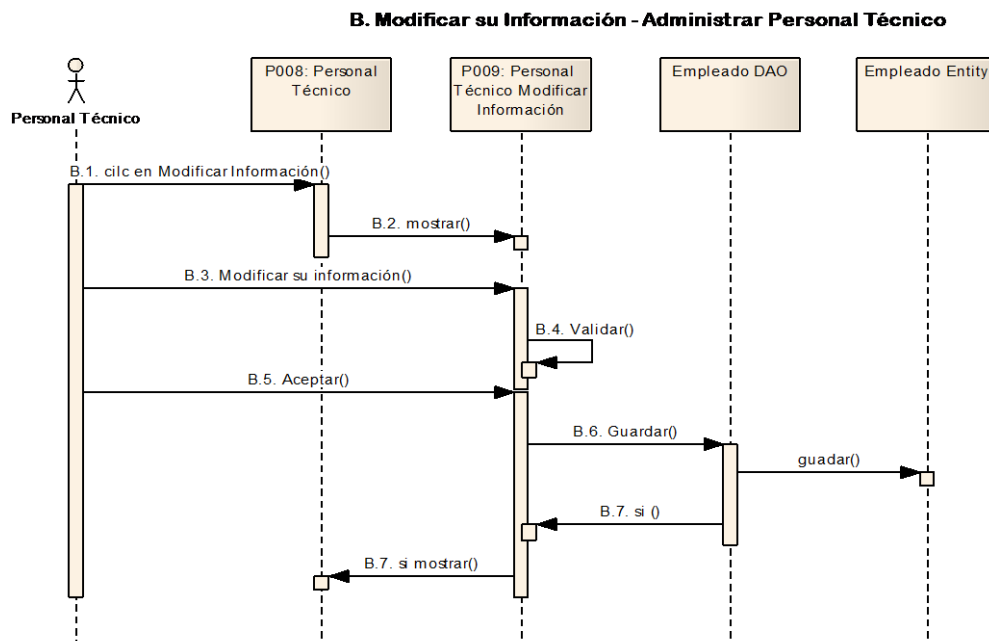 B. Modificar su Información - Administrar Personal Técnico
Personal Técnico
P008: Personal
Técnico
P009: Personal
Técnico Modificar
Información
Empleado DAO
Empleado Entity
B.1. cilc en Modificar Información()
B.2. mostrar()
B.3. Modificar su información()
B.4. Validar()
B.5. Aceptar()
B.6. Guardar()
guadar()
B.7. si ()
B.7. si mostrar()